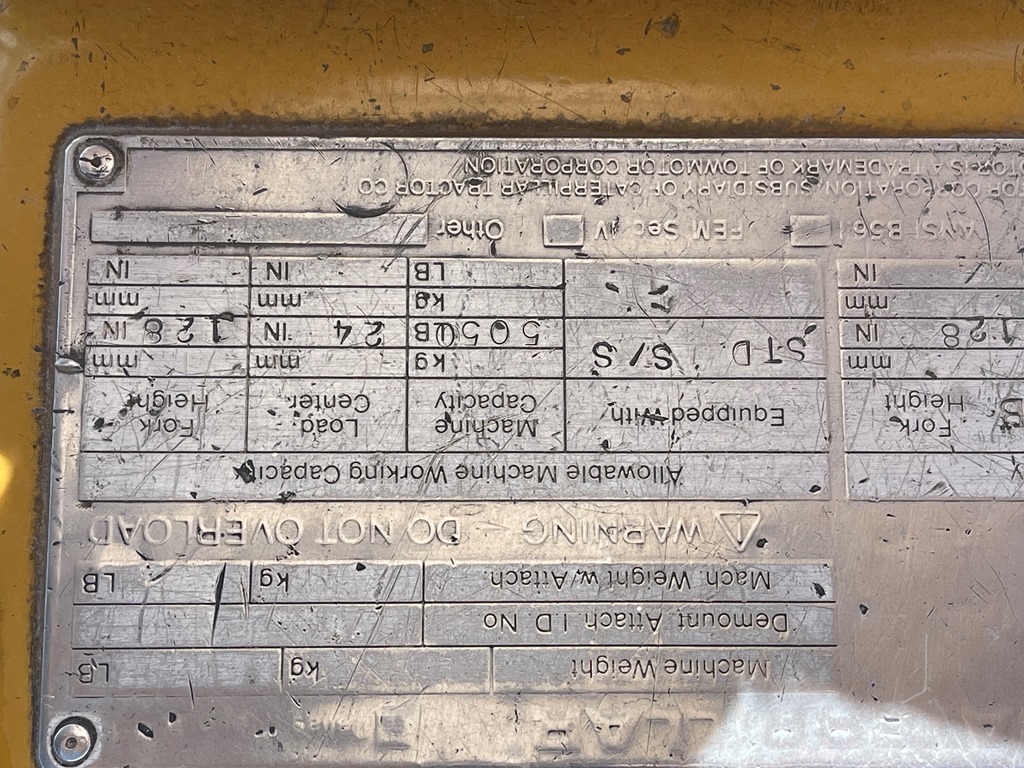 Machine Weight kg LB
Demount. Attach. I.D. No
Mach. Weight w. Attach kg LB
⚠ WARNING – DO NOT OVERLOAD
Allowable Machine Working Capacity
Fork Height Equipped With Machine Capacity Load Center Fork Height
mm STD S/S kg mm mm
128 IN 5050 LB 24 IN 128 IN
mm kg mm mm
IN LB IN IN
ANSI B56.1 FEM Sec IV Other
CORPORATION, SUBSIDIARY OF CATERPILLAR TRACTOR CO
IS A TRADEMARK OF TOWMOTOR CORPORATION